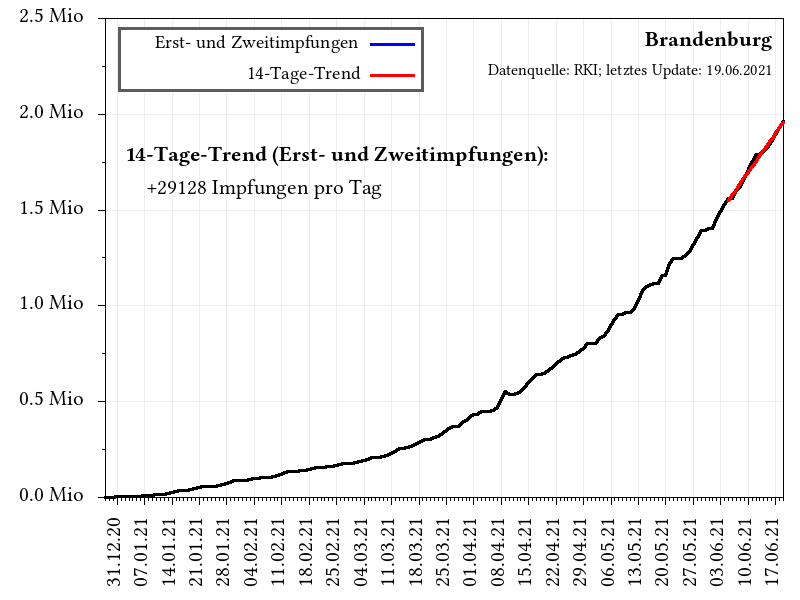 2.5 Mio
Erst- und Zweitimpfungen
14-Tage-Trend
Brandenburg
Datenquelle: RKI; letztes Update: 19.06.2021
2.0 Mio
14-Tage-Trend (Erst- und Zweitimpfungen):
+29128 Impfungen pro Tag
1.5 Mio
1.0 Mio
0.5 Mio
0.0 Mio
31.12.20
07.01.21
14.01.21
21.01.21
28.01.21
04.02.21
11.02.21
18.02.21
25.02.21
04.03.21
11.03.21
18.03.21
25.03.21
01.04.21
08.04.21
15.04.21
22.04.21
29.04.21
06.05.21
13.05.21
20.05.21
27.05.21
03.06.21
10.06.21
17.06.21